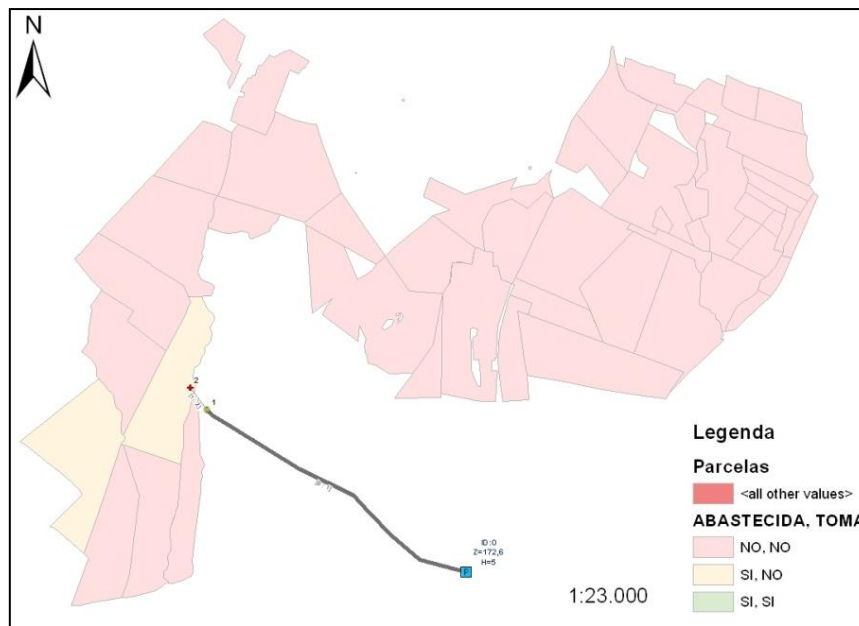 N
2
1
ID:0
Z=172,6
H=5
P
1:23.000
Legenda
Parcelas
<all other values>
ABASTECIDA, TOMA
NO, NO
SI, NO
SI, SI